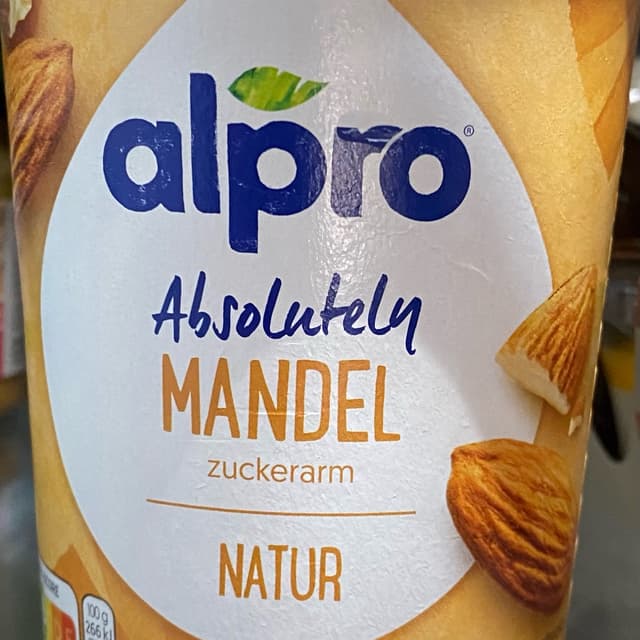 alpro®
Absolutely
MANDEL
zuckerarm
NATUR
100 g
266 kJ